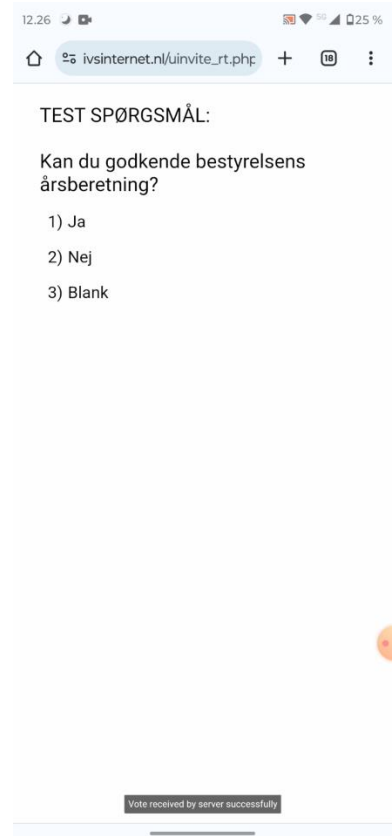 12.26
5G
25 %
ivsinternet.nl/uinvite_rt.php
18
TEST SPØRGSMÅL:
Kan du godkende bestyrelsens
årsberetning?
1) Ja
2) Nej
3) Blank
Vote received by server successfully